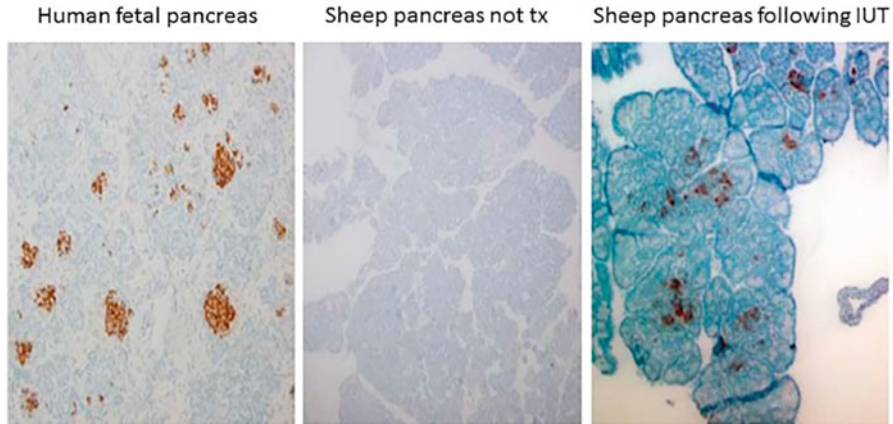 Human fetal pancreas
Sheep pancreas not tx
Sheep pancreas following IUT